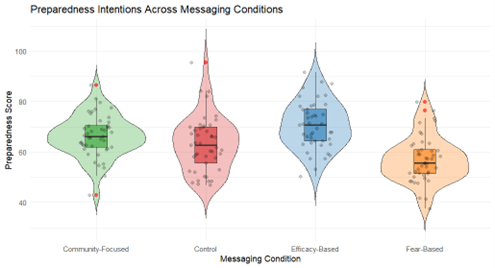 Preparedness Intentions Across Messaging Conditions
Preparedness Score
100
80
60
40
Community-Focused
Control
Efficacy-Based
Fear-Based
Messaging Condition